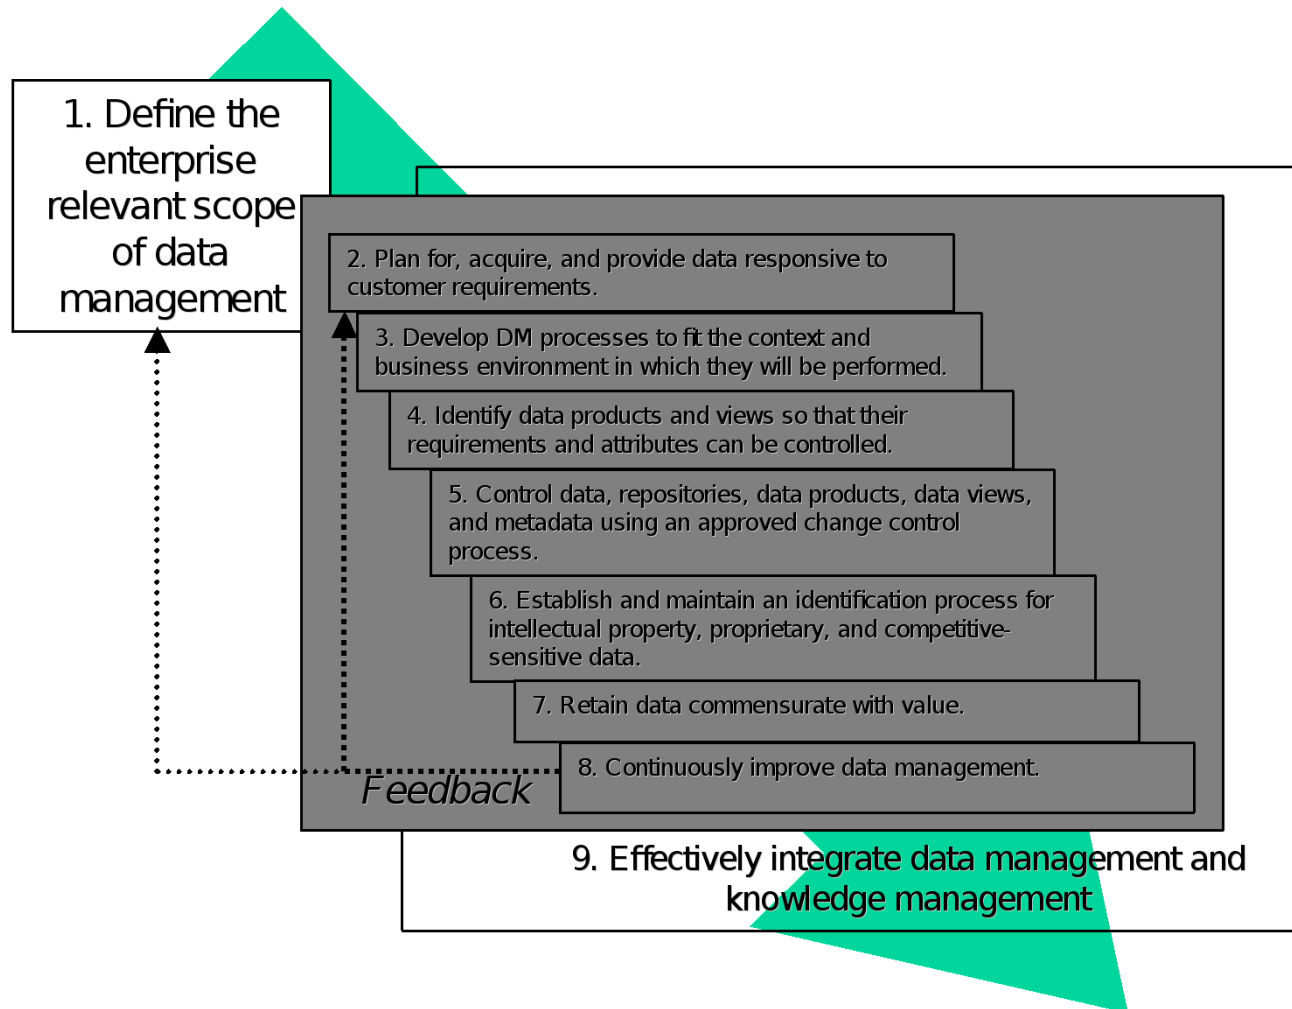 1. Define the
enterprise
relevant scope
of data
management
2. Plan for, acquire, and provide data responsive to
customer requirements.
3. Develop DM processes to fit the context and
business environment in which they will be performed.
4. Identify data products and views so that their
requirements and attributes can be controlled.
5. Control data, repositories, data products, data views,
and metadata using an approved change control
process.
6. Establish and maintain an identification process for
intellectual property, proprietary, and competitive-
sensitive data.
7. Retain data commensurate with value.
8. Continuously improve data management.
Feedback
9. Effectively integrate data management and
knowledge management